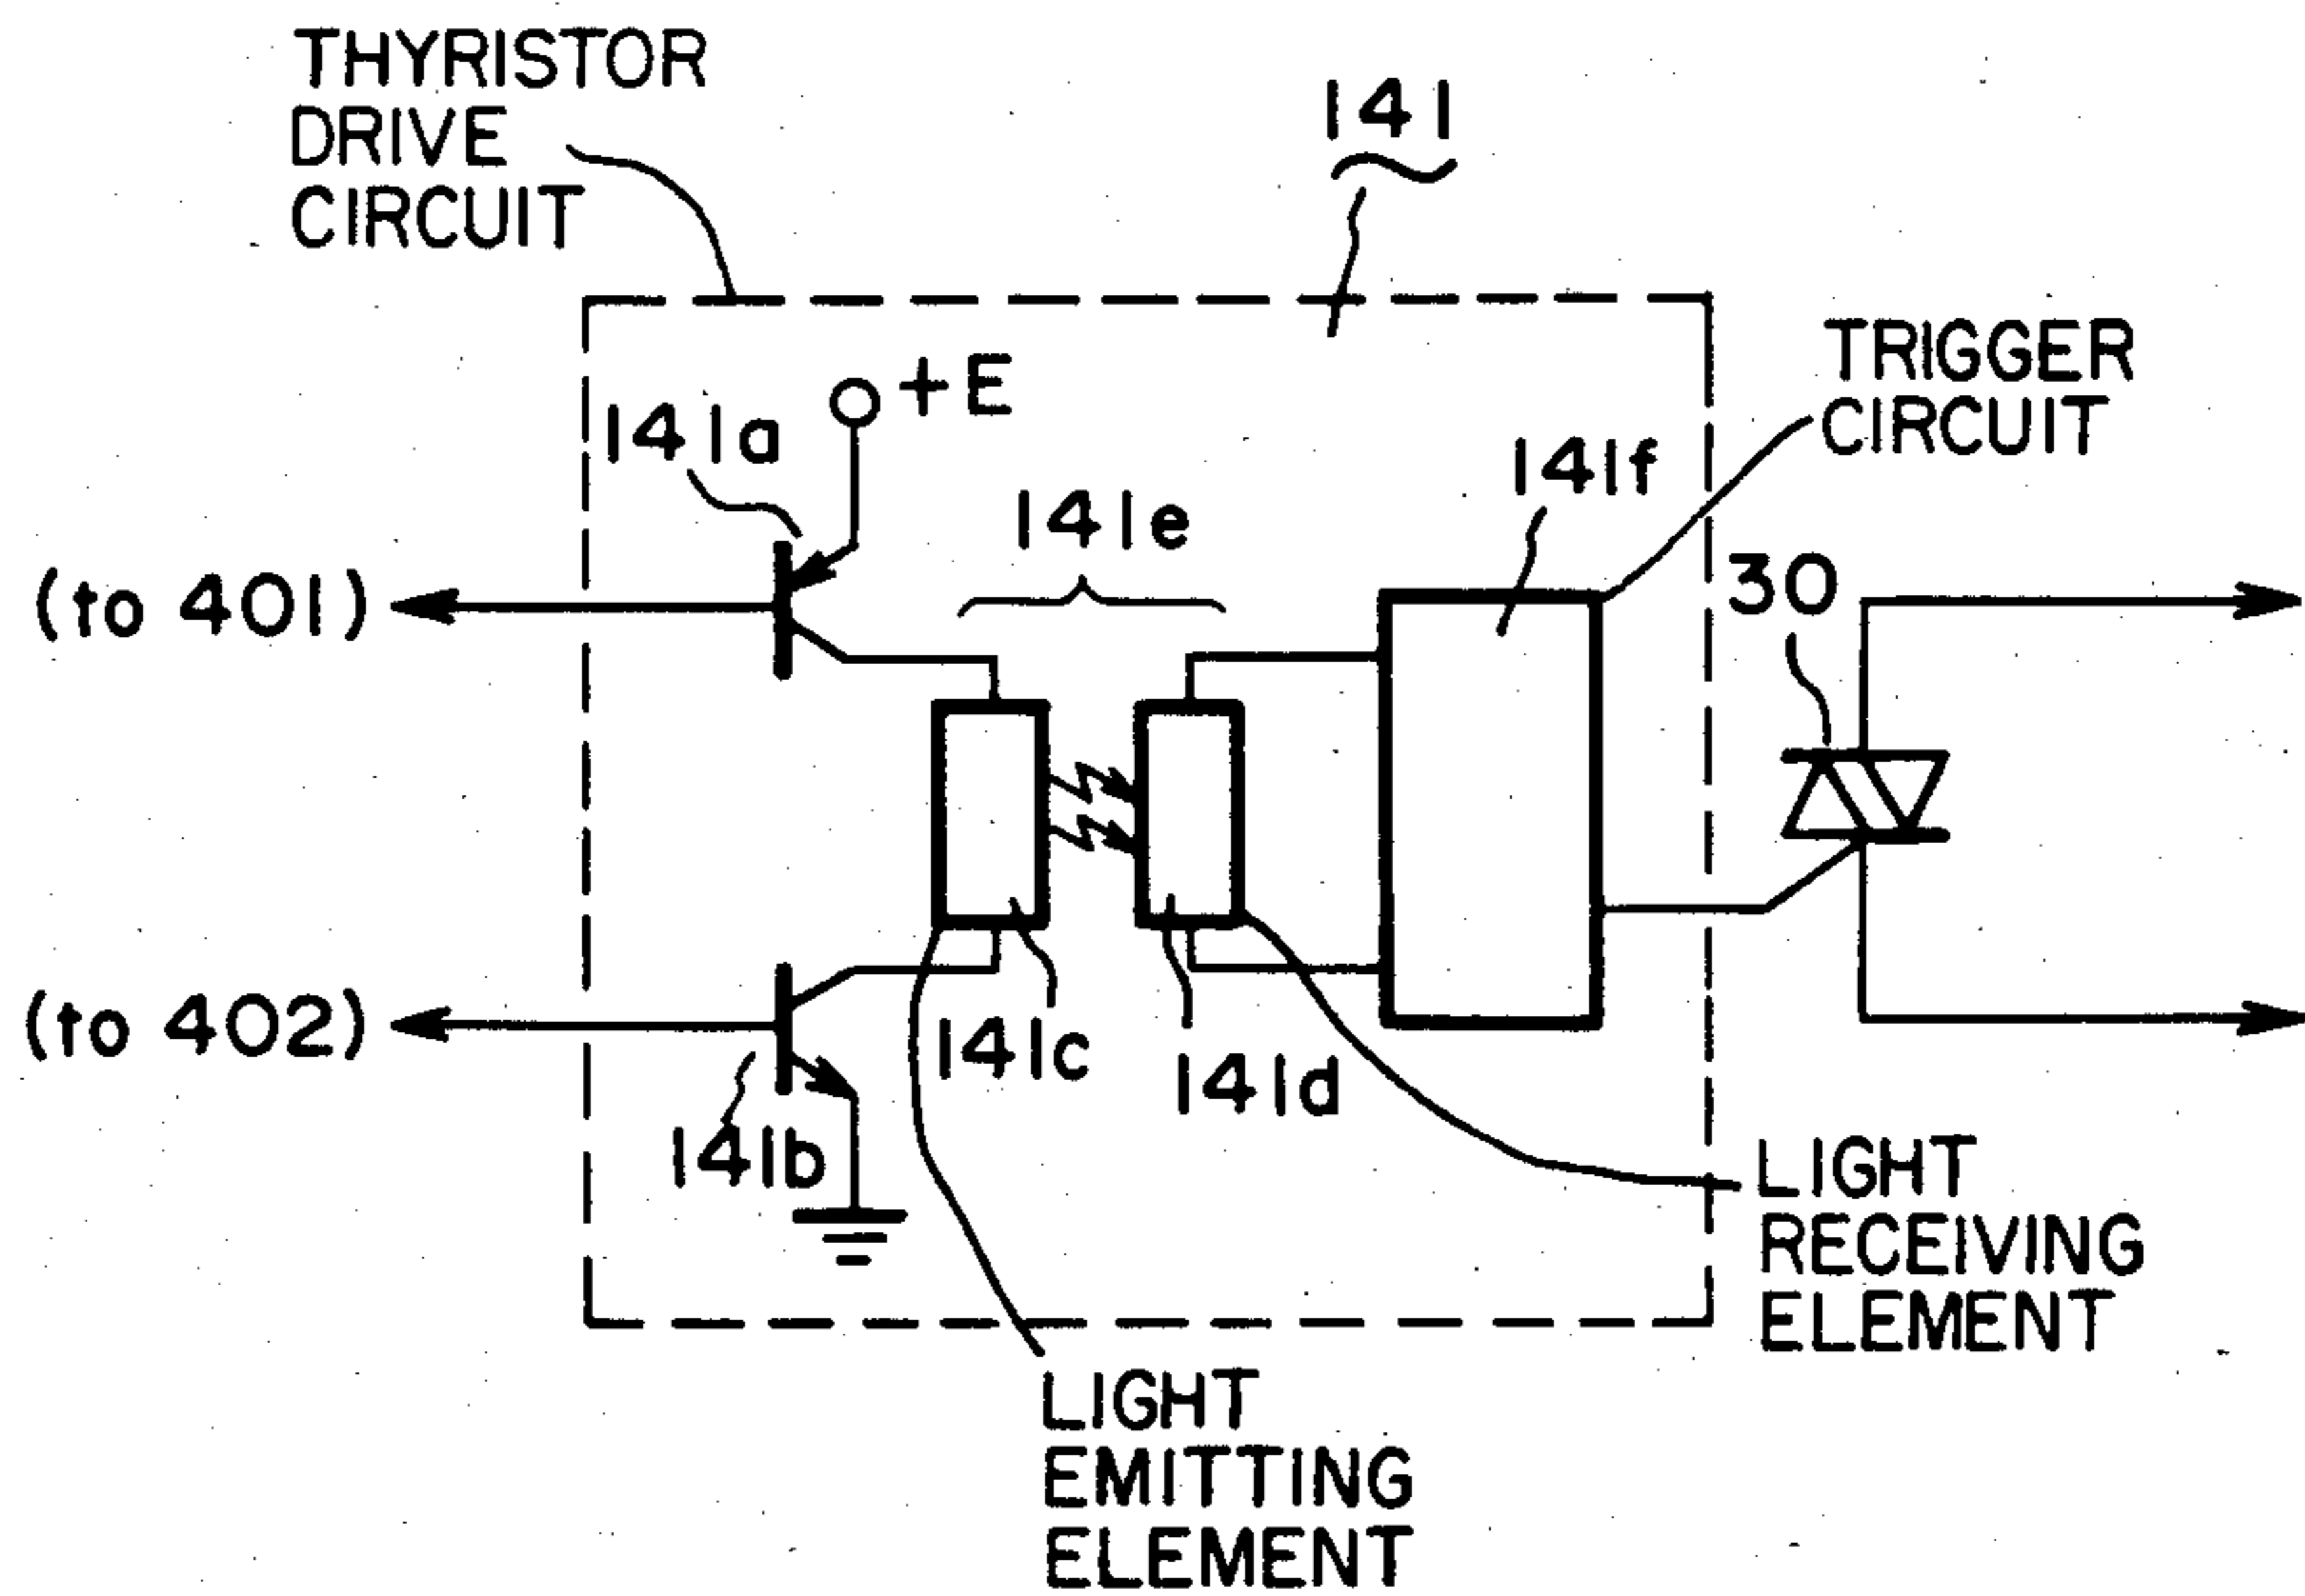 THYRISTOR
DRIVE
CIRCUIT
141
TRIGGER
CIRCUIT
+E
141a
141e
141f
30
(to 401)
(to 402)
141c
141d
141b
LIGHT
RECEIVING
ELEMENT
LIGHT
EMITTING
ELEMENT